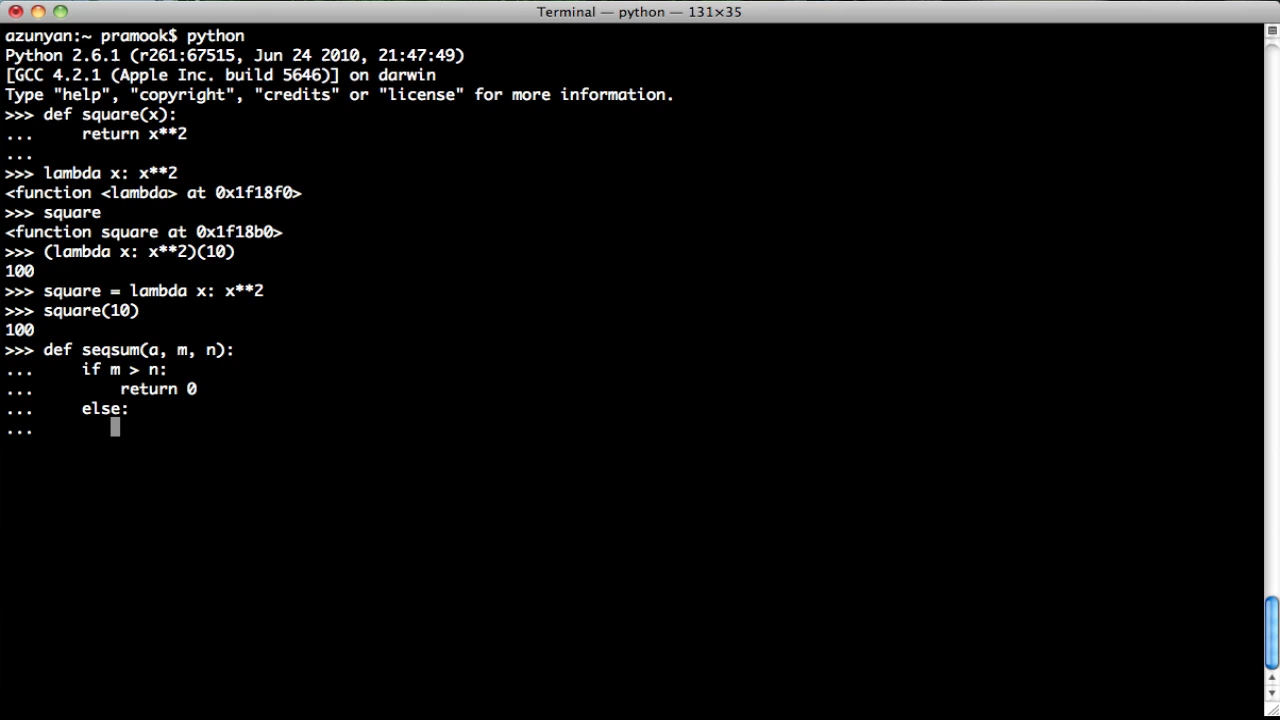 Terminal — python — 131×35
azunyan:~ pramook$ python
Python 2.6.1 (r261:67515, Jun 24 2010, 21:47:49)
[GCC 4.2.1 (Apple Inc. build 5646)] on darwin
Type "help", "copyright", "credits" or "license" for more information.
>>> def square(x):
...     return x**2
...
>>> lambda x: x**2
<function <lambda> at 0x1f18f0>
>>> square
<function square at 0x1f18b0>
>>> (lambda x: x**2)(10)
100
>>> square = lambda x: x**2
>>> square(10)
100
>>> def seqsum(a, m, n):
...     if m > n:
...         return 0
...     else:
...